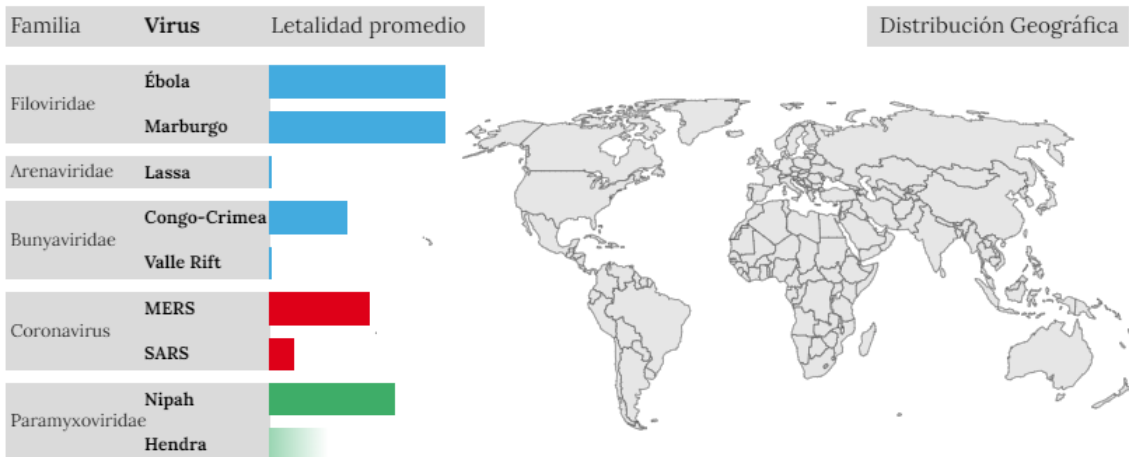 Familia Virus Letalidad promedio Distribución Geográfica
Ébola
Filoviridae
Marburgo
Arenaviridae Lassa
Congo-Crimea
Bunyaviridae
Valle Rift
MERS
Coronavirus
SARS
Nipah
Paramyxoviridae
Hendra